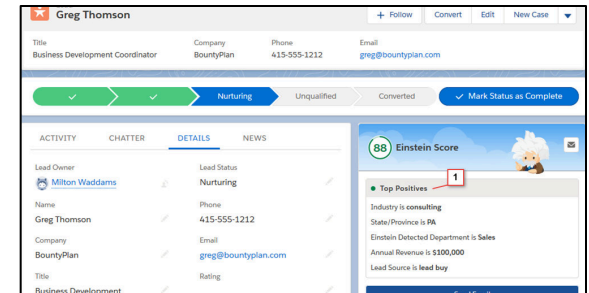 Greg Thomson
+ Follow
Convert
Edit
New Case
Title
Company
Phone
Email
Business Development Coordinator
BountyPlan
415-555-1212
greg@bountyplan.com
Nurturing
Unqualified
Converted
Mark Status as Complete
ACTIVITY
CHATTER
DETAILS
NEWS
Lead Owner
Milton Waddams
Lead Status
Nurturing
Name
Greg Thomson
Phone
415-555-1212
Company
BountyPlan
Email
greg@bountyplan.com
Title
Business Development
Rating
88
Einstein Score
1
Top Positives
Industry is consulting
State/Province is PA
Einstein Detected Department is Sales
Annual Revenue is $100,000
Lead Source is lead buy